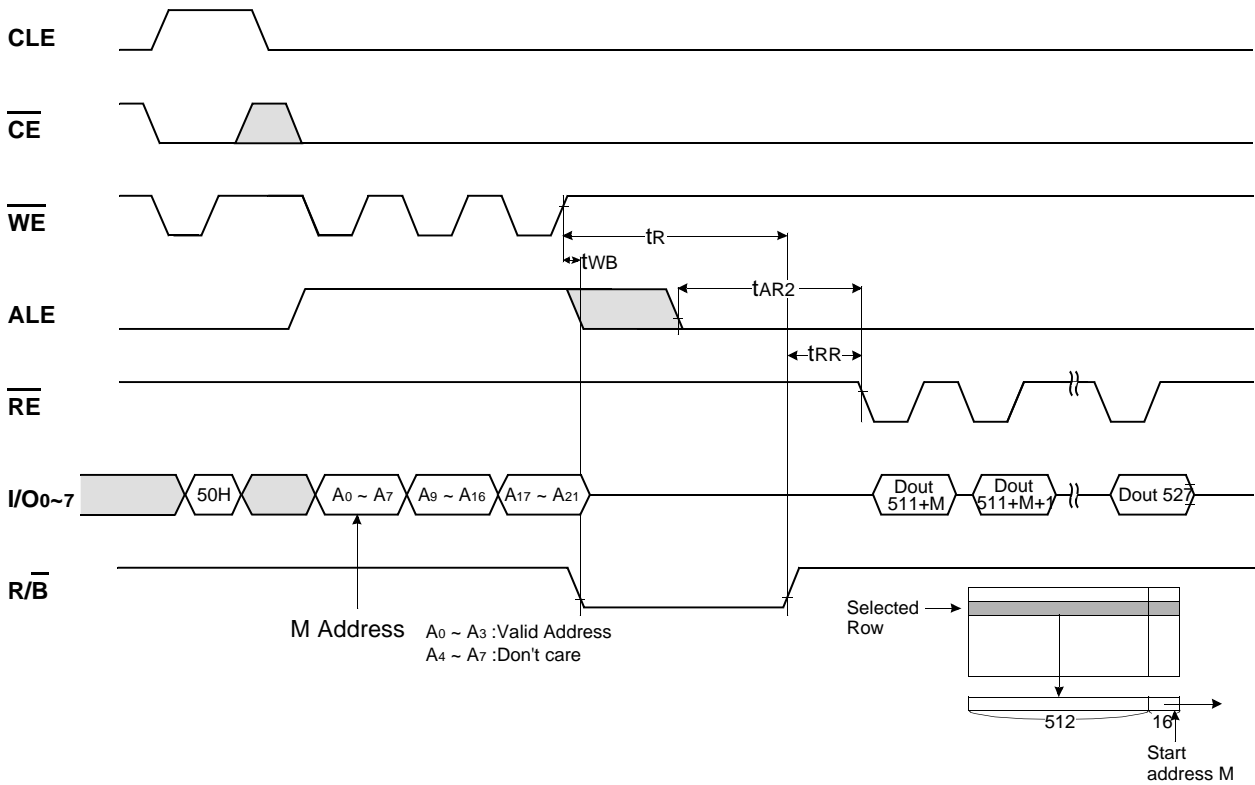 CLE
CE
WE
tR
tWB
ALE
tAR2
tRR
RE
I/O0~7
50H
A0 ~ A7
A9 ~ A16
A17 ~ A21
Dout
511+M
Dout
511+M+1
Dout 527
R/B
M Address
A0 ~ A3 :Valid Address
A4 ~ A7 :Don't care
Selected
Row
512
16
Start
address M